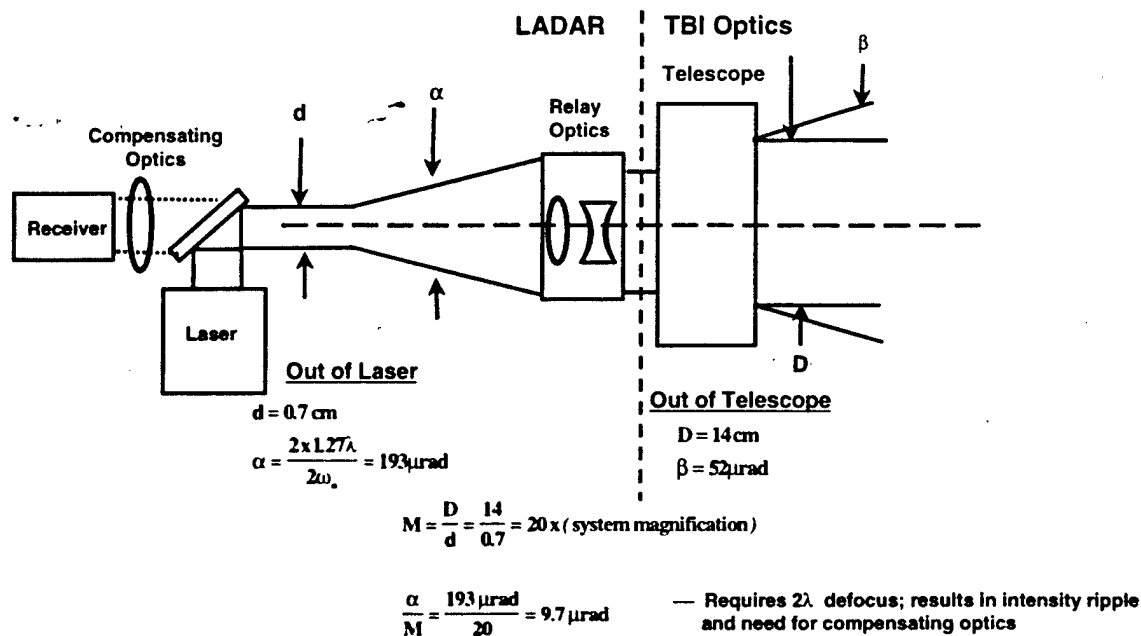 LADAR
TBI Optics
Telescope
β
α
d
Relay
Optics
Compensating
Optics
Receiver
Laser
D
Out of Laser
d = 0.7 cm
α = 2 x 1.27λ / 2ω₀ = 193μrad
Out of Telescope
D = 14 cm
β = 52μrad
M = D / d = 14 / 0.7 = 20 x ( system magnification )
α / M = 193 μrad / 20 = 9.7 μrad
— Requires 2λ defocus; results in intensity ripple
and need for compensating optics